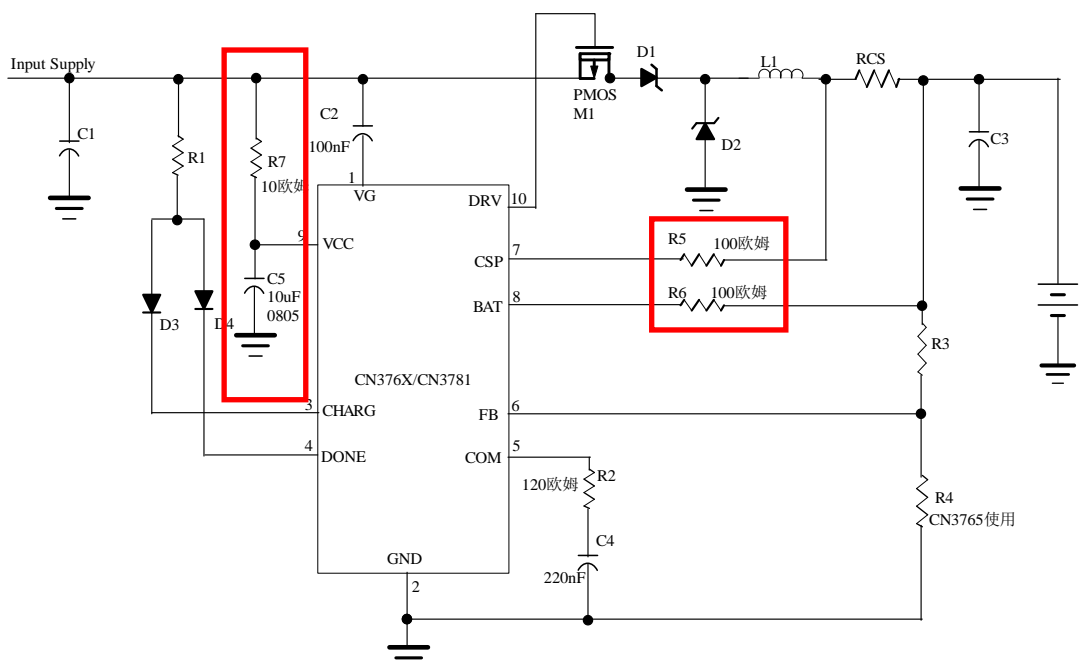 Input Supply
D1
L1
RCS
PMOS
M1
C1
R1
R7
10欧姆
C2
100nF
D2
C3
1
VG
DRV
10
9
VCC
R5
100欧姆
CSP
7
C5
10uF
0805
R6
100欧姆
BAT
8
D3
D4
R3
CN376X/CN3781
3
CHARG
FB
6
4
DONE
COM
5
R2
120欧姆
R4
CN3765使用
C4
220nF
GND
2